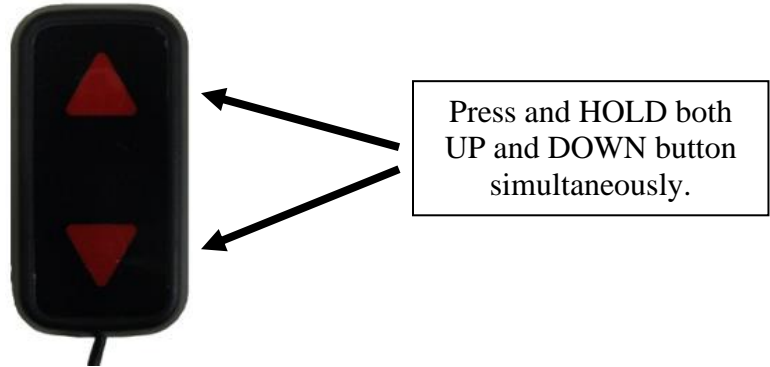 Press and HOLD both
UP and DOWN button
simultaneously.